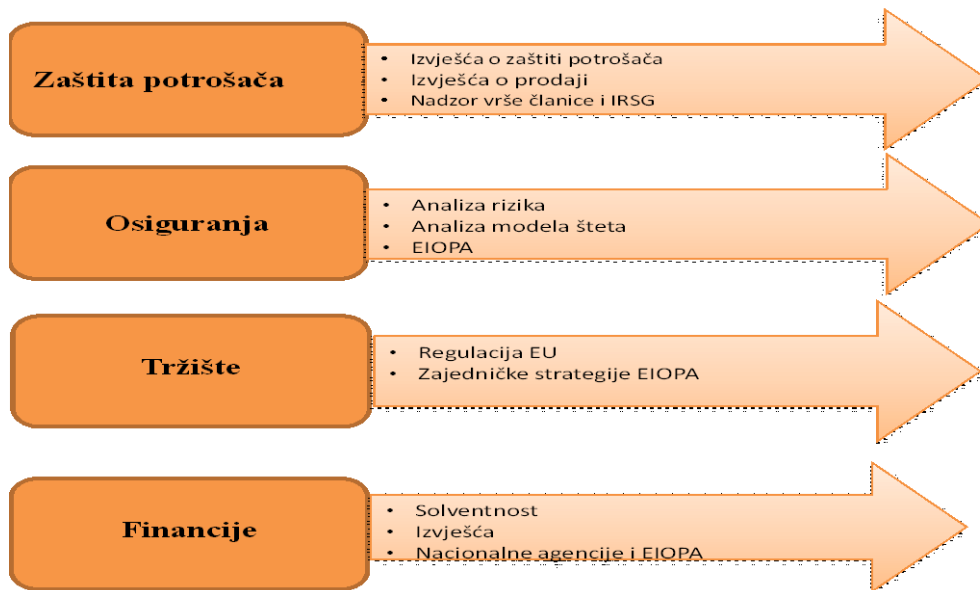 Zaštita potrošača
• Izvješća o zaštiti potrošača
• Izvješća o prodaji
• Nadzor vrše članice i IRSG
Osiguranja
• Analiza rizika
• Analiza modela šteta
• EIOPA
Tržište
• Regulacija EU
• Zajedničke strategije EIOPA
Financije
• Solventnost
• Izvješća
• Nacionalne agencije i EIOPA